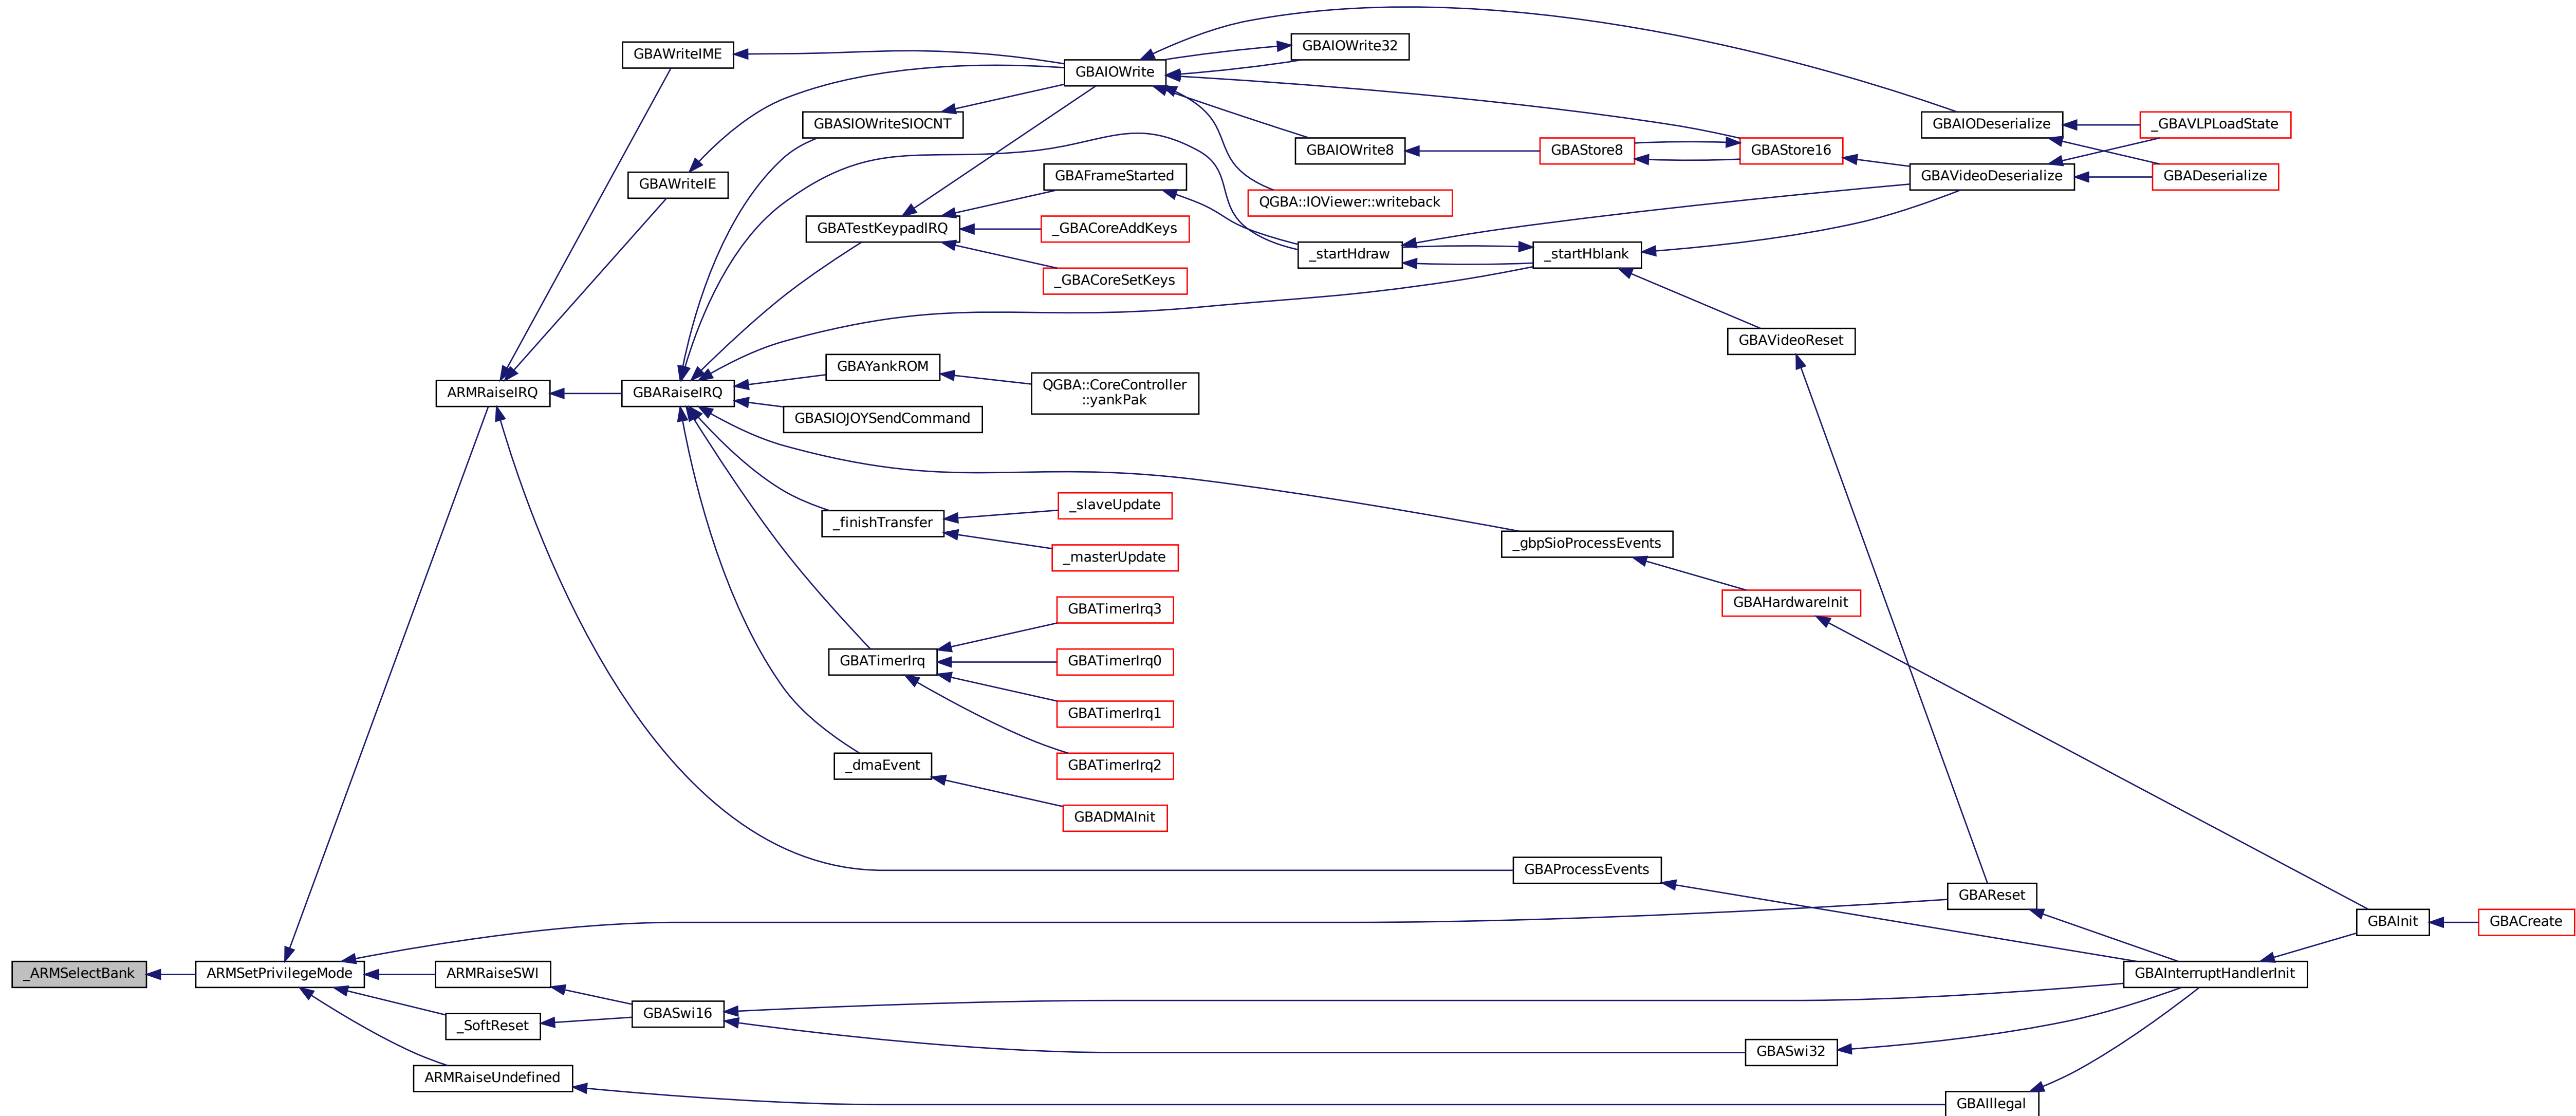 GBAIOWrite32
GBAWriteIME
GBAIOWrite
GBASIOWriteSIOCNT
GBAIODeserialize
_GBAVLPLoadState
GBAIOWrite8
GBAStore8
GBAStore16
GBAWriteIE
GBAFrameStarted
GBAVideoDeserialize
GBADeserialize
QGBA::IOViewer::writeback
GBATestKeypadIRQ
_GBACoreAddKeys
_startHdraw
_startHblank
_GBACoreSetKeys
GBAVideoReset
GBAYankROM
QGBA::CoreController
::yankPak
ARMRaiseIRQ
GBARaiseIRQ
GBASIOJOYSendCommand
_slaveUpdate
_finishTransfer
_gbpSioProcessEvents
_masterUpdate
GBAHardwareInit
GBATimerIrq3
GBATimerIrq
GBATimerIrq0
GBATimerIrq1
_dmaEvent
GBATimerIrq2
GBADMAInit
GBAProcessEvents
GBAReset
GBAInit
GBACreate
_ARMSelectBank
ARMSetPrivilegeMode
ARMRaiseSWI
GBAInterruptHandlerInit
GBASwi16
_SoftReset
GBASwi32
ARMRaiseUndefined
GBAIllegal